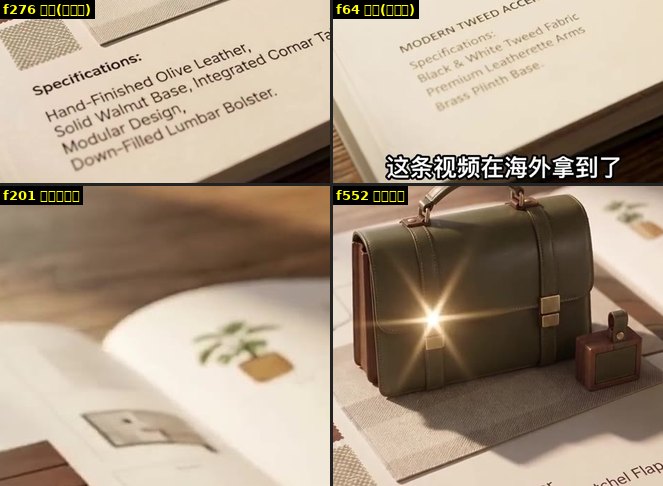 f276
Specifications:
Hand-Finished Olive Leather,
Solid Walnut Base, Integrated Comar Ta
Modular Design,
Down-Filled Lumbar Bolster.
f64
MODERN TWEED ACCEN
Specifications:
Black & White Tweed Fabric
Premium Leatherette Arms
Brass Plinth Base.
这条视频在海外拿到了
f201
f552
tchel Flap